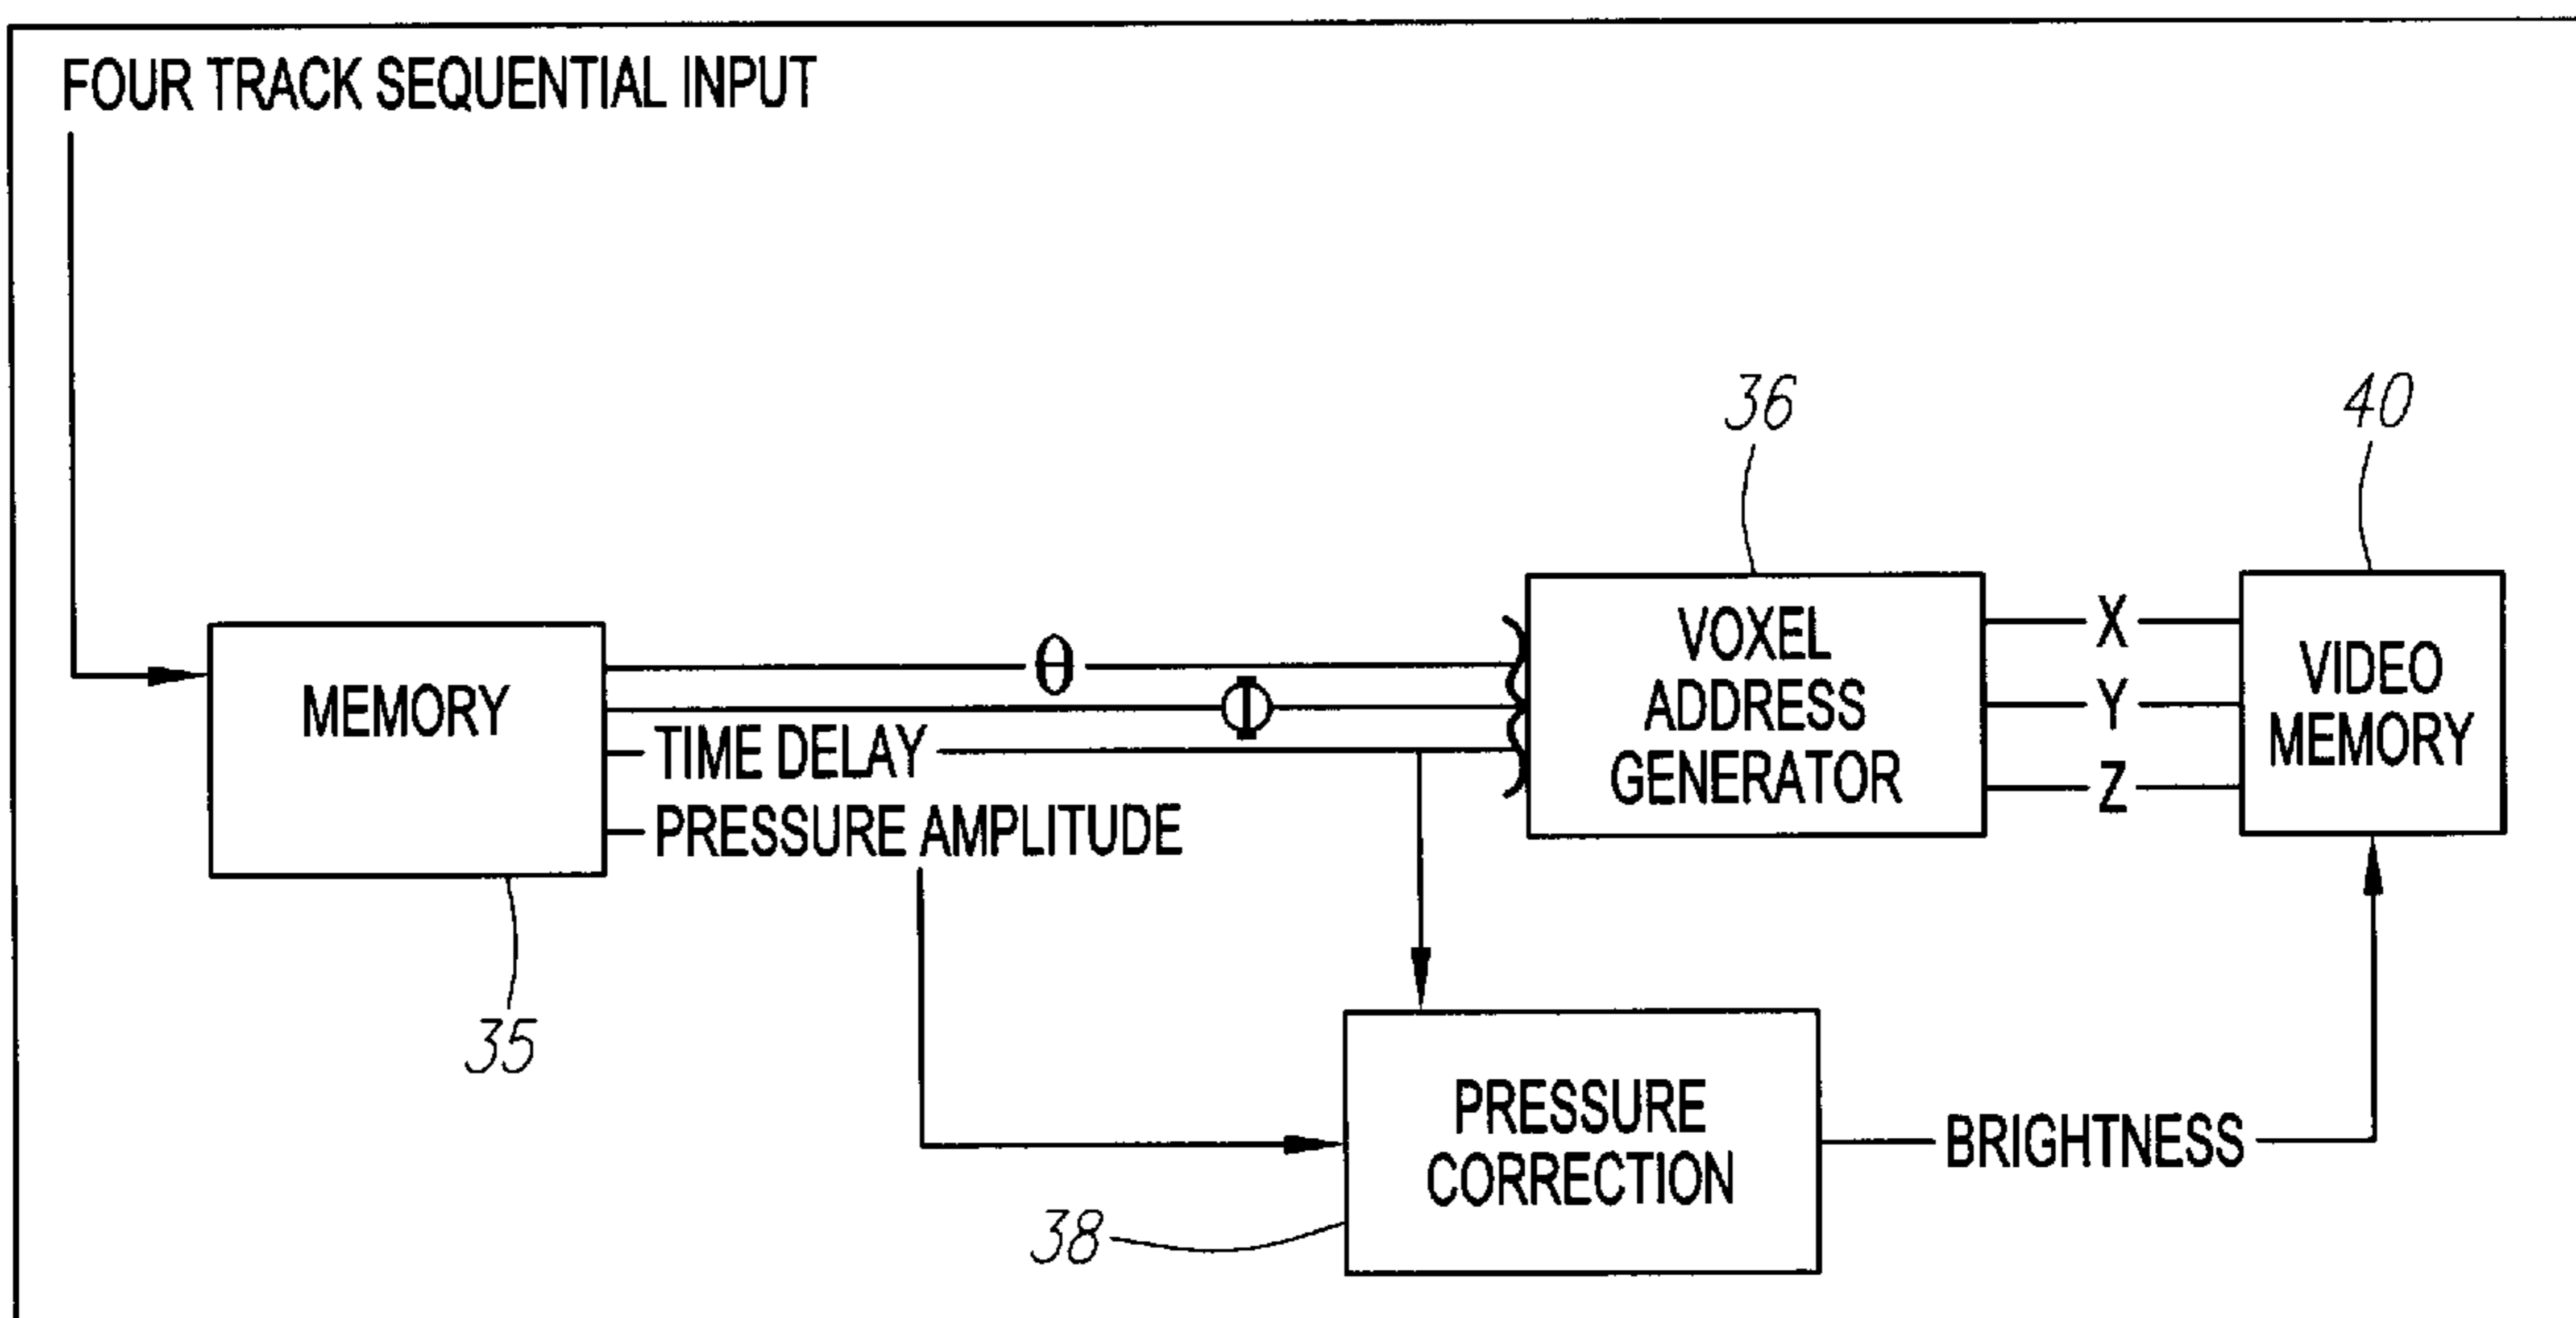 FOUR TRACK SEQUENTIAL INPUT
36
40
MEMORY
θ
Φ
TIME DELAY
PRESSURE AMPLITUDE
VOXEL
ADDRESS
GENERATOR
X
Y
Z
VIDEO
MEMORY
35
PRESSURE
CORRECTION
BRIGHTNESS
38